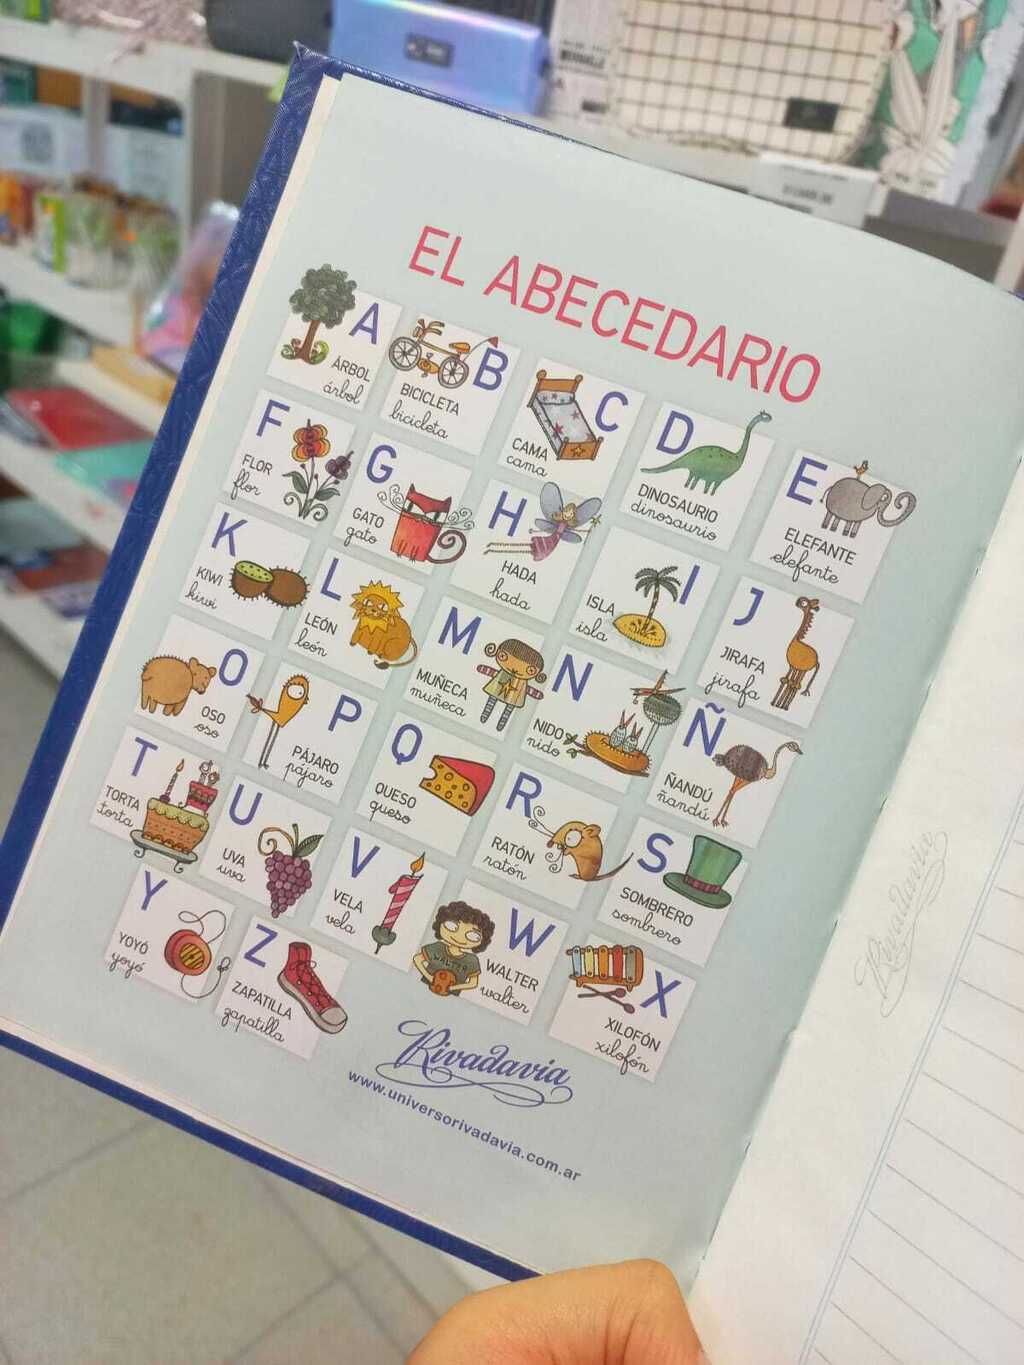 EL ABECEDARIO
A
ÁRBOL
árbol
B
BICICLETA
bicicleta
C
CAMA
cama
D
DINOSAURIO
dinosaurio
E
ELEFANTE
elefante
F
FLOR
flor
G
GATO
gato
H
HADA
hada
I
ISLA
isla
J
JIRAFA
jirafa
K
KIWI
kiwi
L
LEÓN
león
M
MUÑECA
muñeca
N
NIDO
nido
Ñ
ÑANDÚ
ñandú
O
OSO
oso
P
PÁJARO
pájaro
Q
QUESO
queso
R
RATÓN
ratón
S
SOMBRERO
sombrero
T
TORTA
torta
U
UVA
uva
V
VELA
vela
W
WALTER
WALTER
walter
X
XILOFÓN
xilofón
Y
YOYÓ
yoyó
Z
ZAPATILLA
zapatilla
Rivadavia
www.universorivadavia.com.ar
Rivadavia